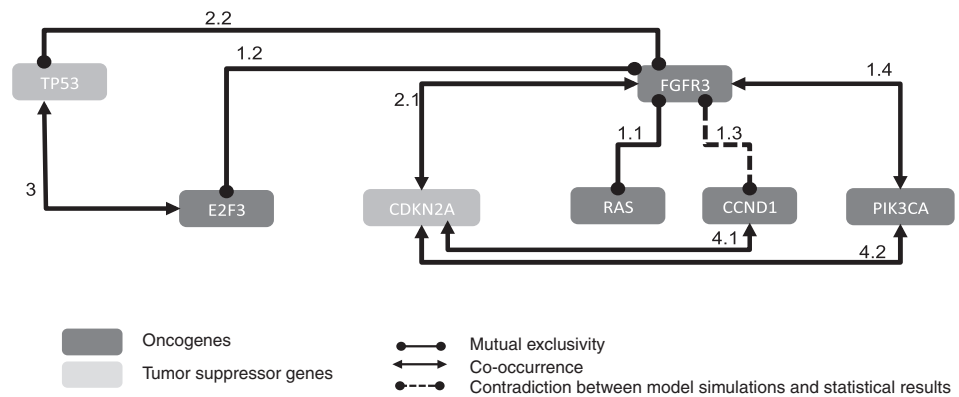 2.2
1.2
TP53
FGFR3
1.4
2.1
1.1
1.3
3
E2F3
CDKN2A
RAS
CCND1
PIK3CA
4.1
4.2
Oncogenes
Tumor suppressor genes
Mutual exclusivity
Co-occurrence
Contradiction between model simulations and statistical results